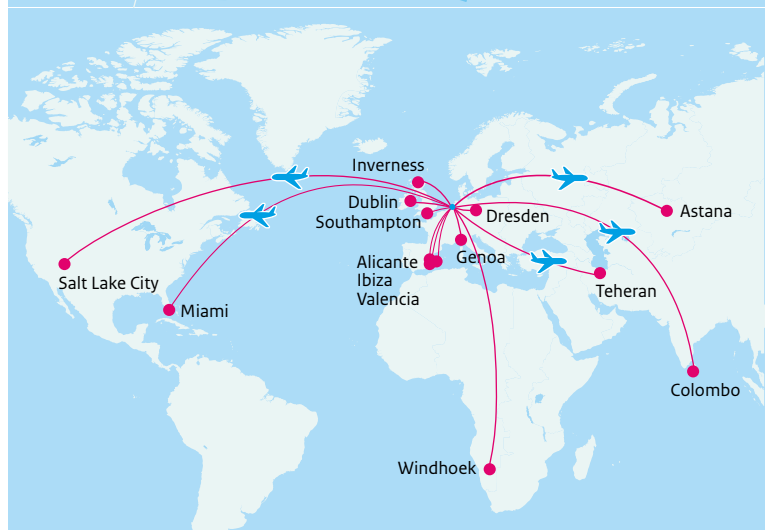 Inverness
Dublin
Southampton
Dresden
Astana
Alicante
Ibiza
Valencia
Genoa
Salt Lake City
Teheran
Miami
Colombo
Windhoek